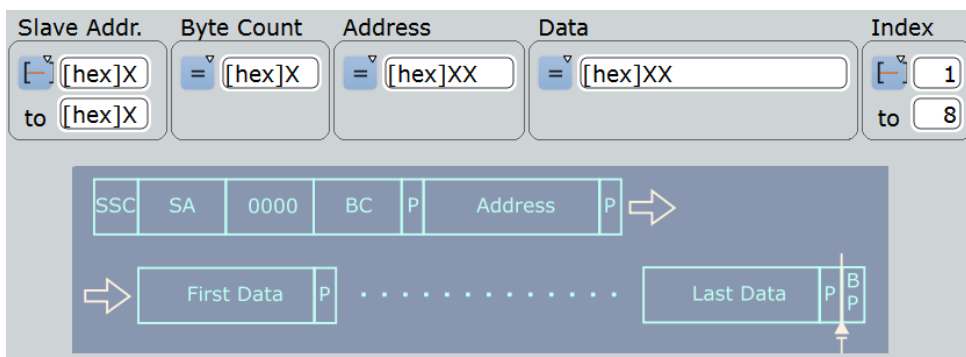 Slave Addr. Byte Count Address Data Index
[hex]X = [hex]X = [hex]XX = [hex]XX 1
to [hex]X to 8
SSC SA 0000 BC P Address P
First Data P Last Data P BP